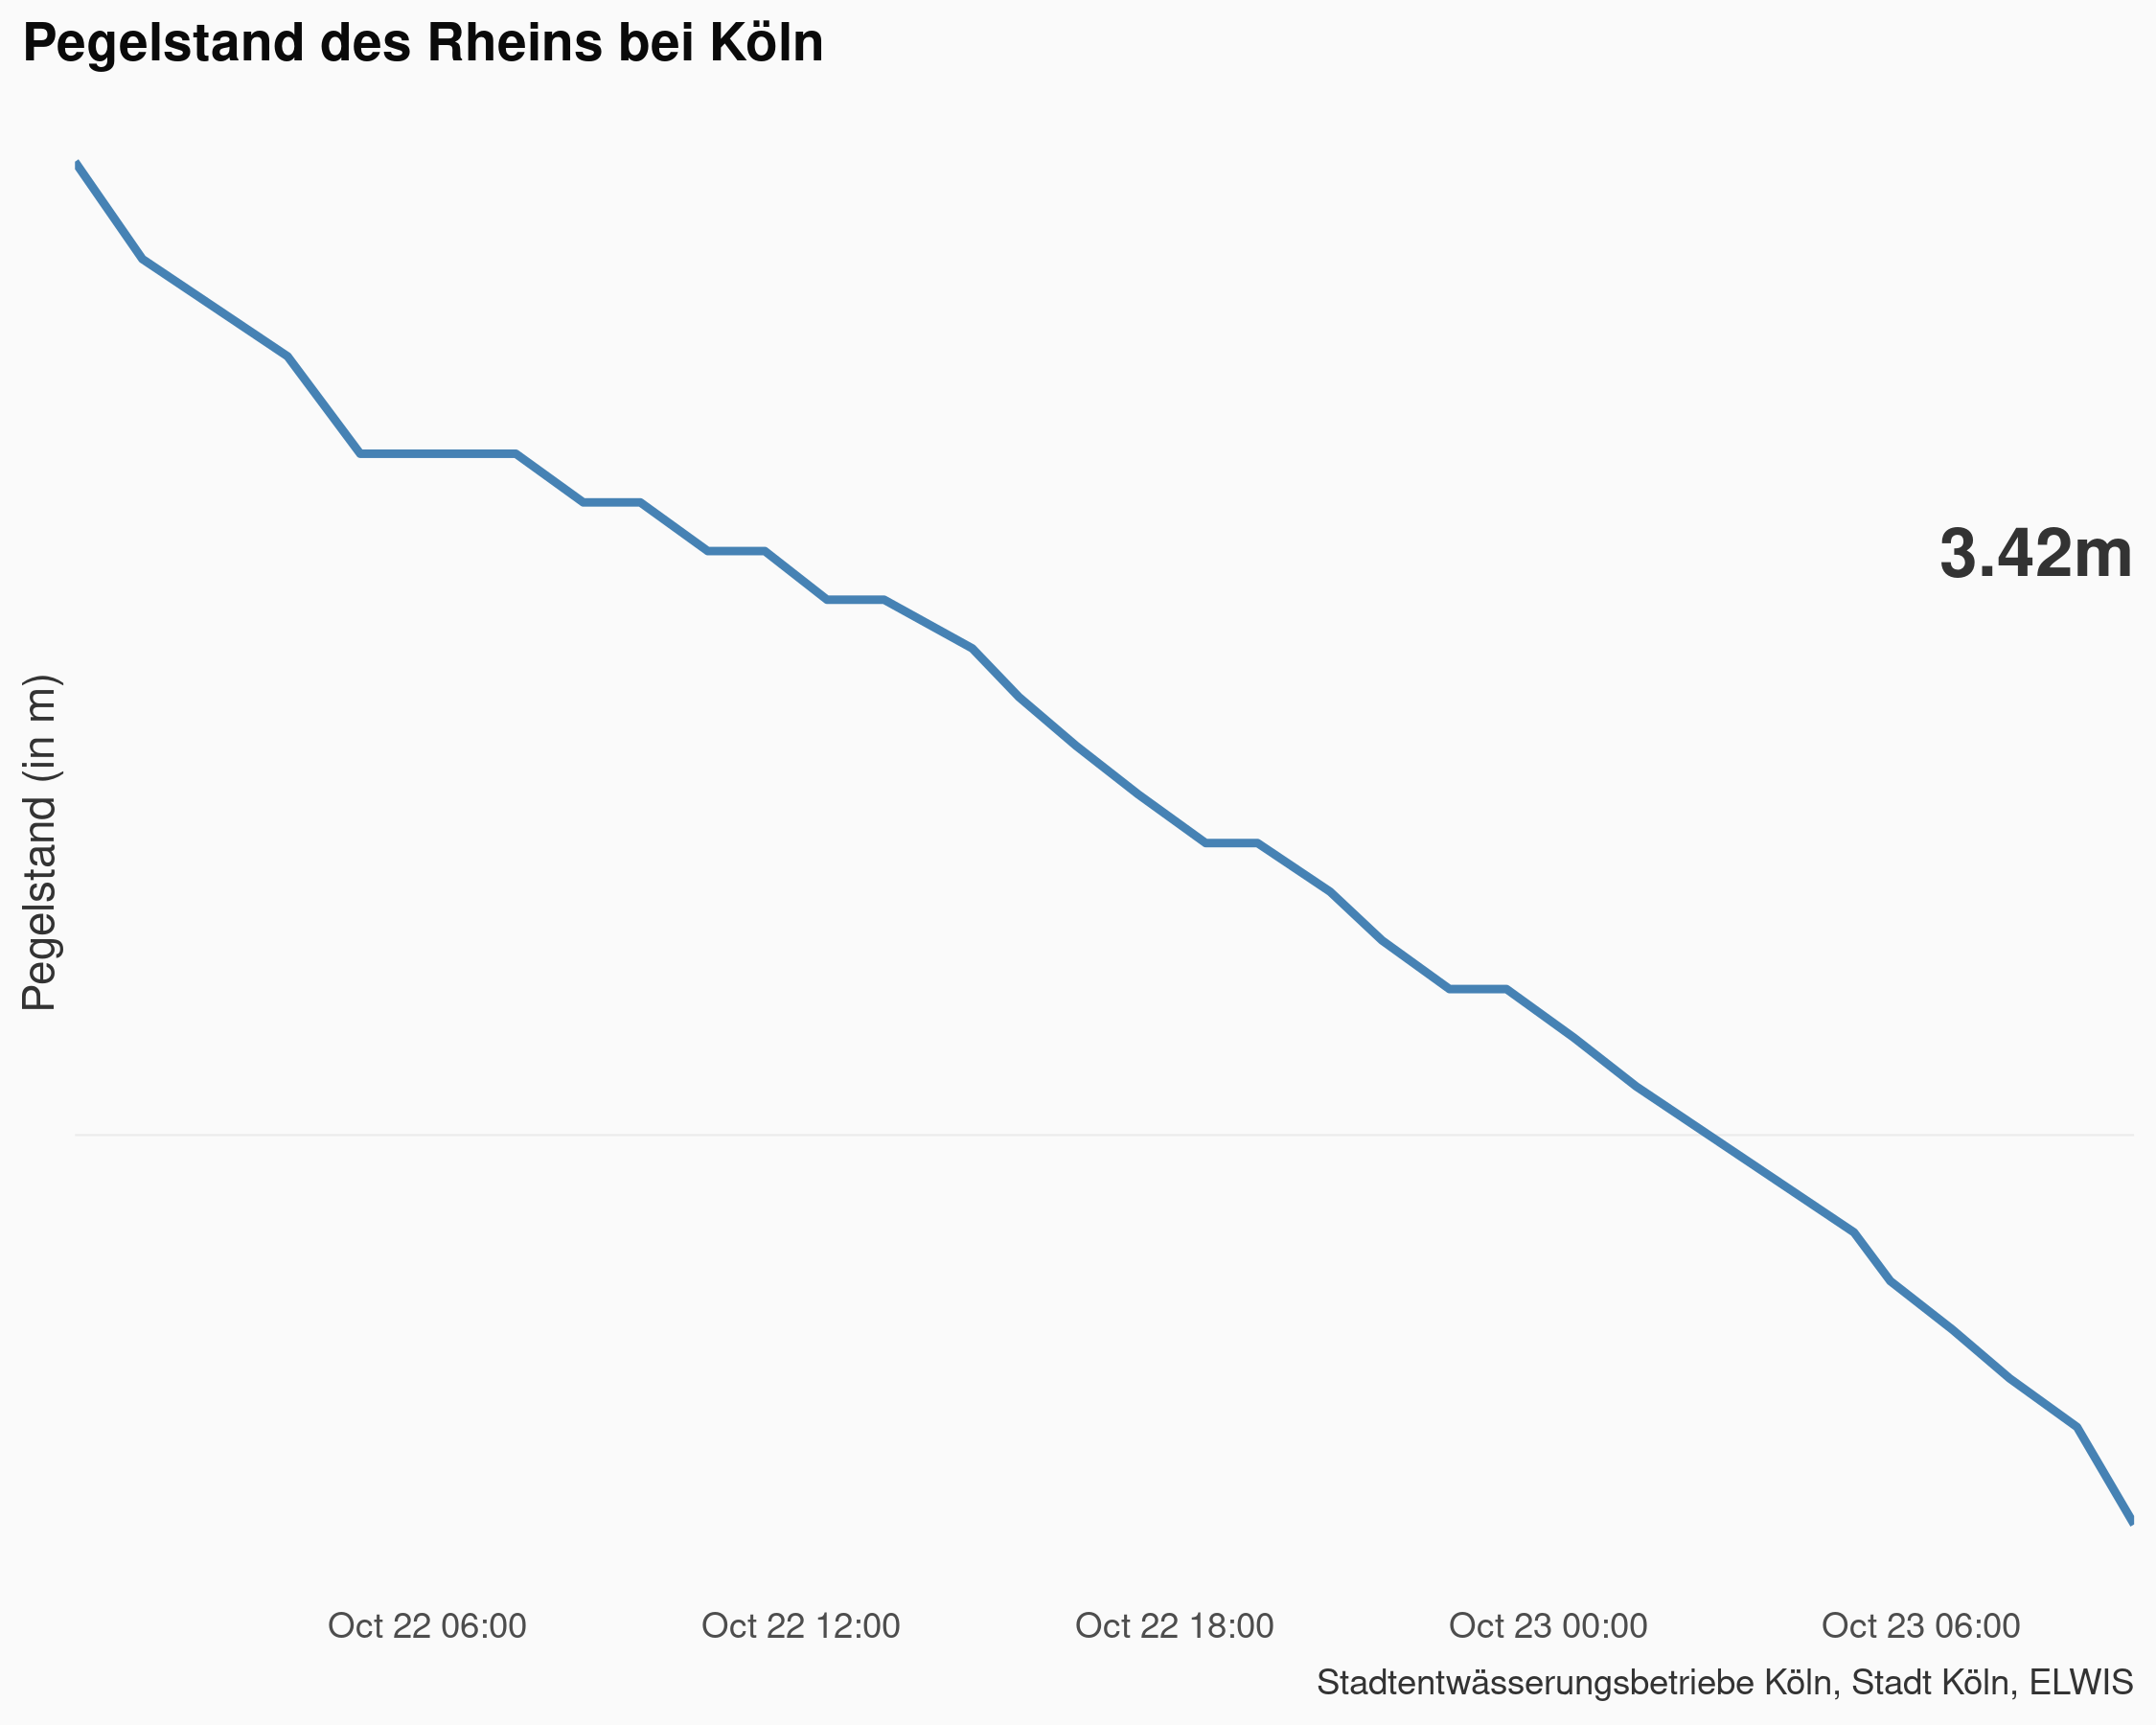 Pegelstand des Rheins bei Köln
3.42m
Pegelstand (in m)
Oct 22 06:00 Oct 22 12:00 Oct 22 18:00 Oct 23 00:00 Oct 23 06:00
Stadtentwässerungsbetriebe Köln, Stadt Köln, ELWIS